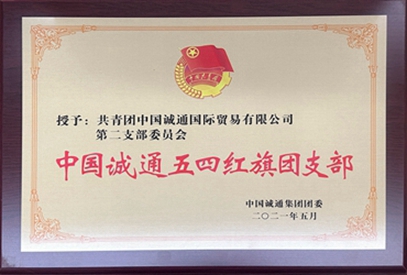 授予：共青团中国诚通国际贸易有限公司
第二支部委员会
中国诚通五四红旗团支部
中国诚通集团团委
二〇二一年五月